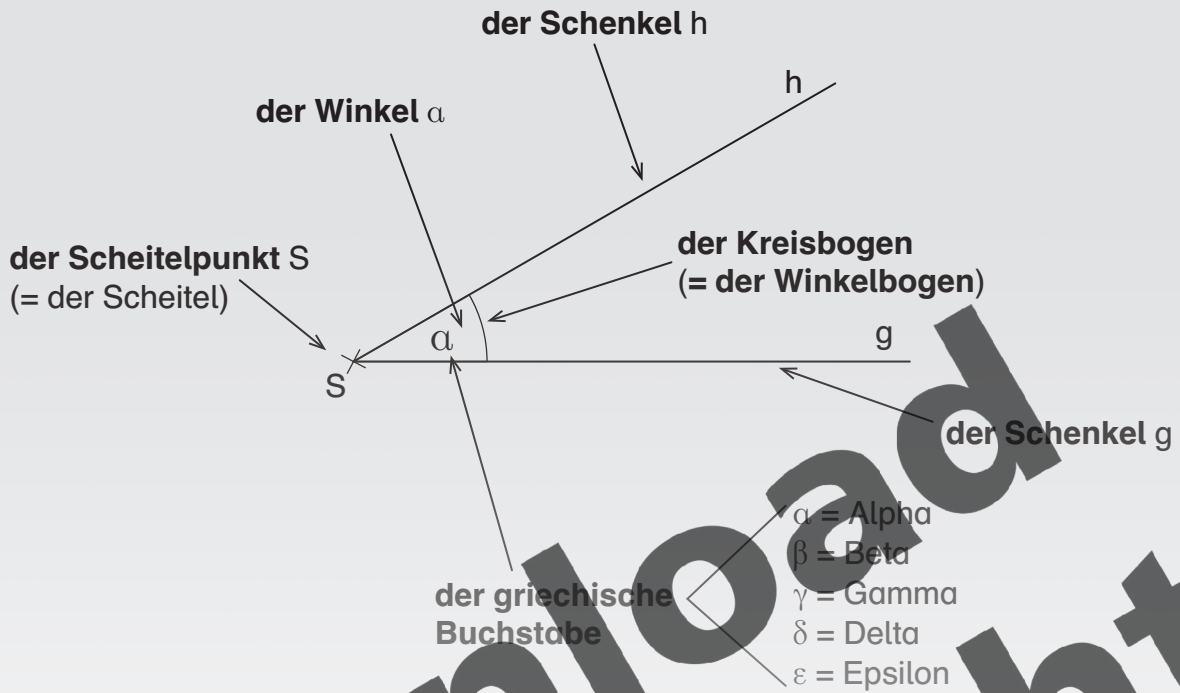 der Schenkel h
h
der Winkel α
der Scheitelpunkt S
(= der Scheitel)
der Kreisbogen
(= der Winkelbogen)
g
α
S
der Schenkel g
α = Alpha
β = Beta
der griechische
Buchstabe
γ = Gamma
δ = Delta
ε = Epsilon